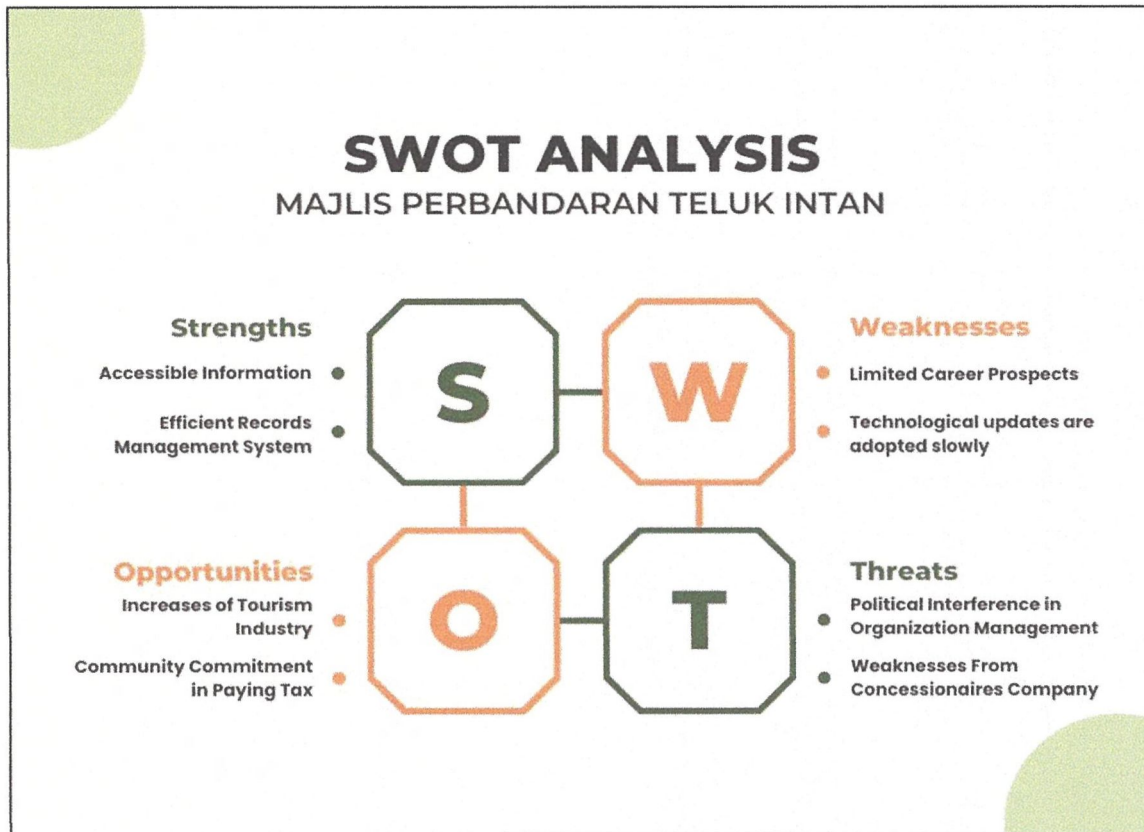 SWOT ANALYSIS
MAJLIS PERBANDARAN TELUK INTAN
Strengths
Accessible Information
Efficient Records
Management System
S
W
Weaknesses
Limited Career Prospects
Technological updates are
adopted slowly
Opportunities
Increases of Tourism
Industry
Community Commitment
in Paying Tax
O
T
Threats
Political Interference in
Organization Management
Weaknesses From
Concessionaires Company